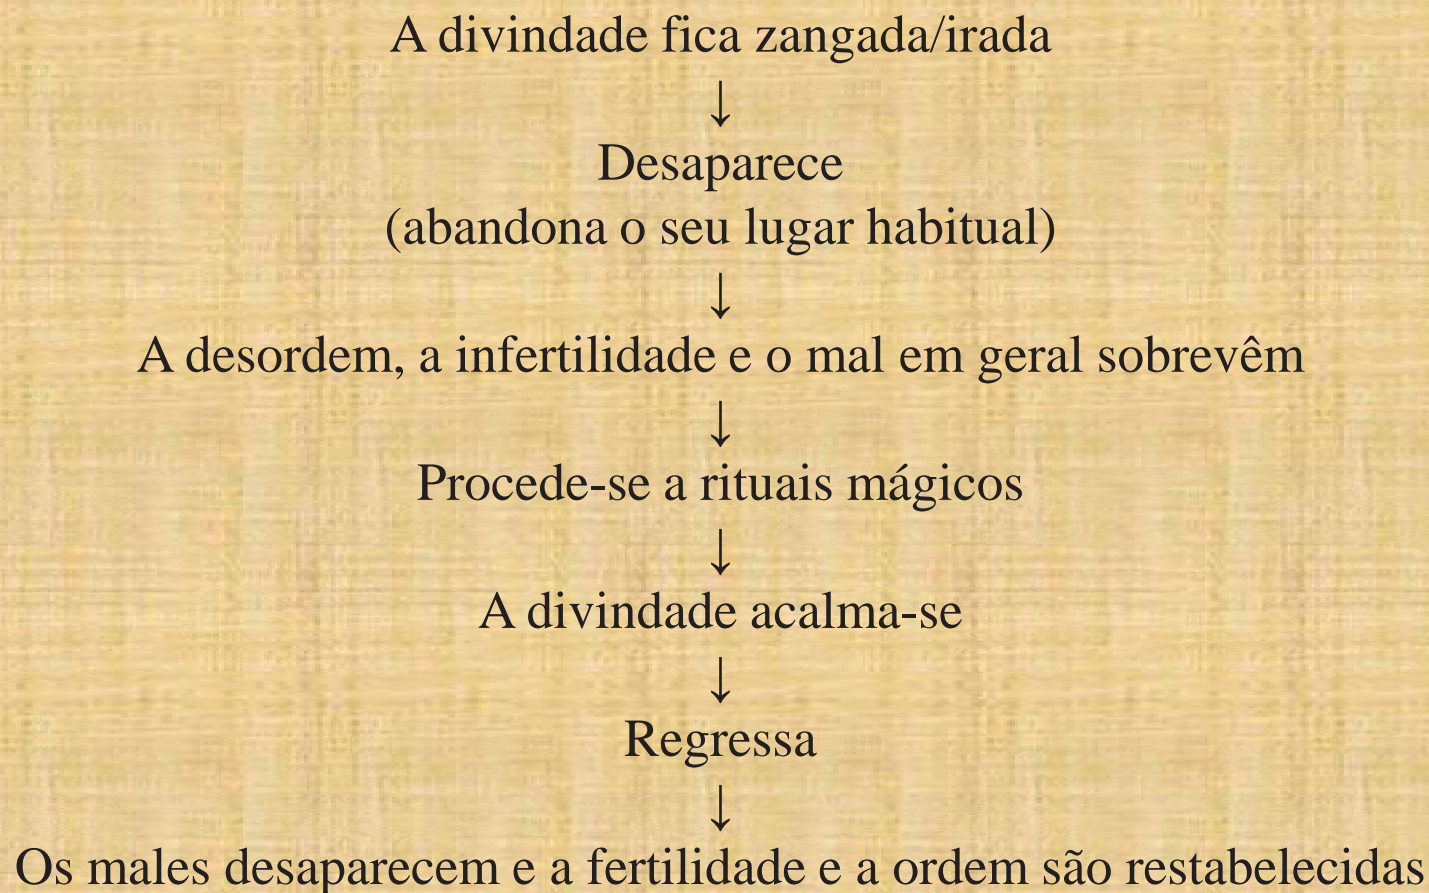 A divindade fica zangada/irada
↓
Desaparece
(abandona o seu lugar habitual)
↓
A desordem, a infertilidade e o mal em geral sobrevêm
↓
Procede-se a rituais mágicos
↓
A divindade acalma-se
↓
Regressa
↓
Os males desaparecem e a fertilidade e a ordem são restabelecidas